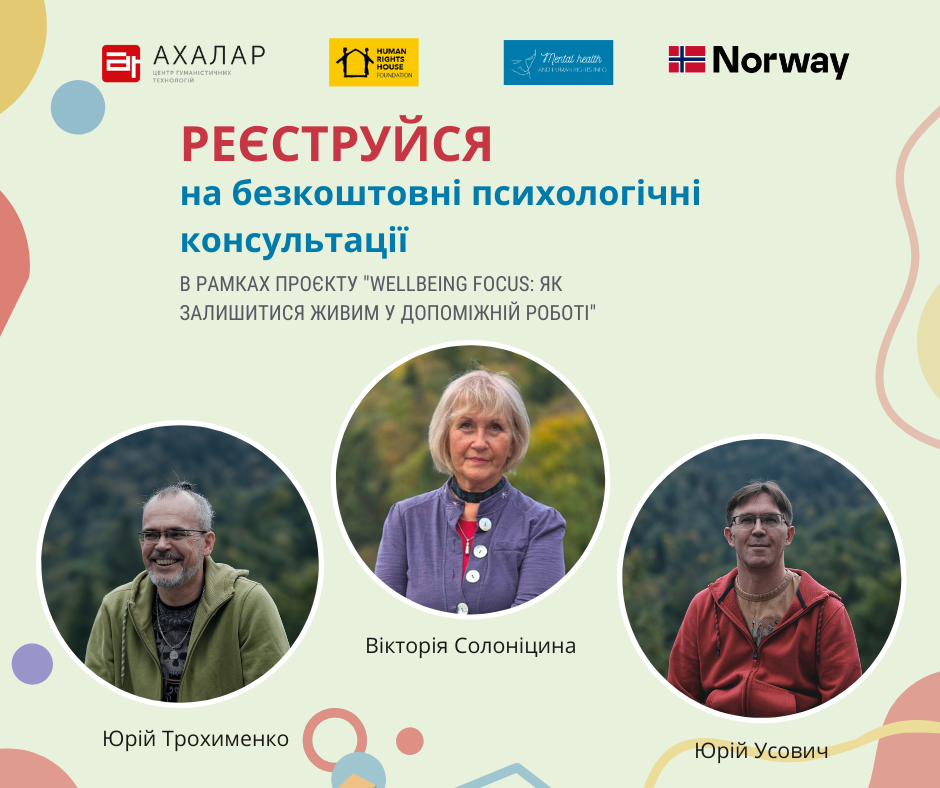 АХАЛАР
ЦЕНТР ГУМАНІСТИЧНИХ
ТЕХНОЛОГІЙ
HUMAN
RIGHTS
HOUSE
FOUNDATION
Mental health
AND HUMAN RIGHTS INFO
Norway
РЕЄСТРУЙСЯ
на безкоштовні психологічні
консультації
В РАМКАХ ПРОЄКТУ "WELLBEING FOCUS: ЯК
ЗАЛИШИТИСЯ ЖИВИМ У ДОПОМІЖНІЙ РОБОТІ"
Вікторія Солоніцина
Юрій Трохименко
Юрій Усович